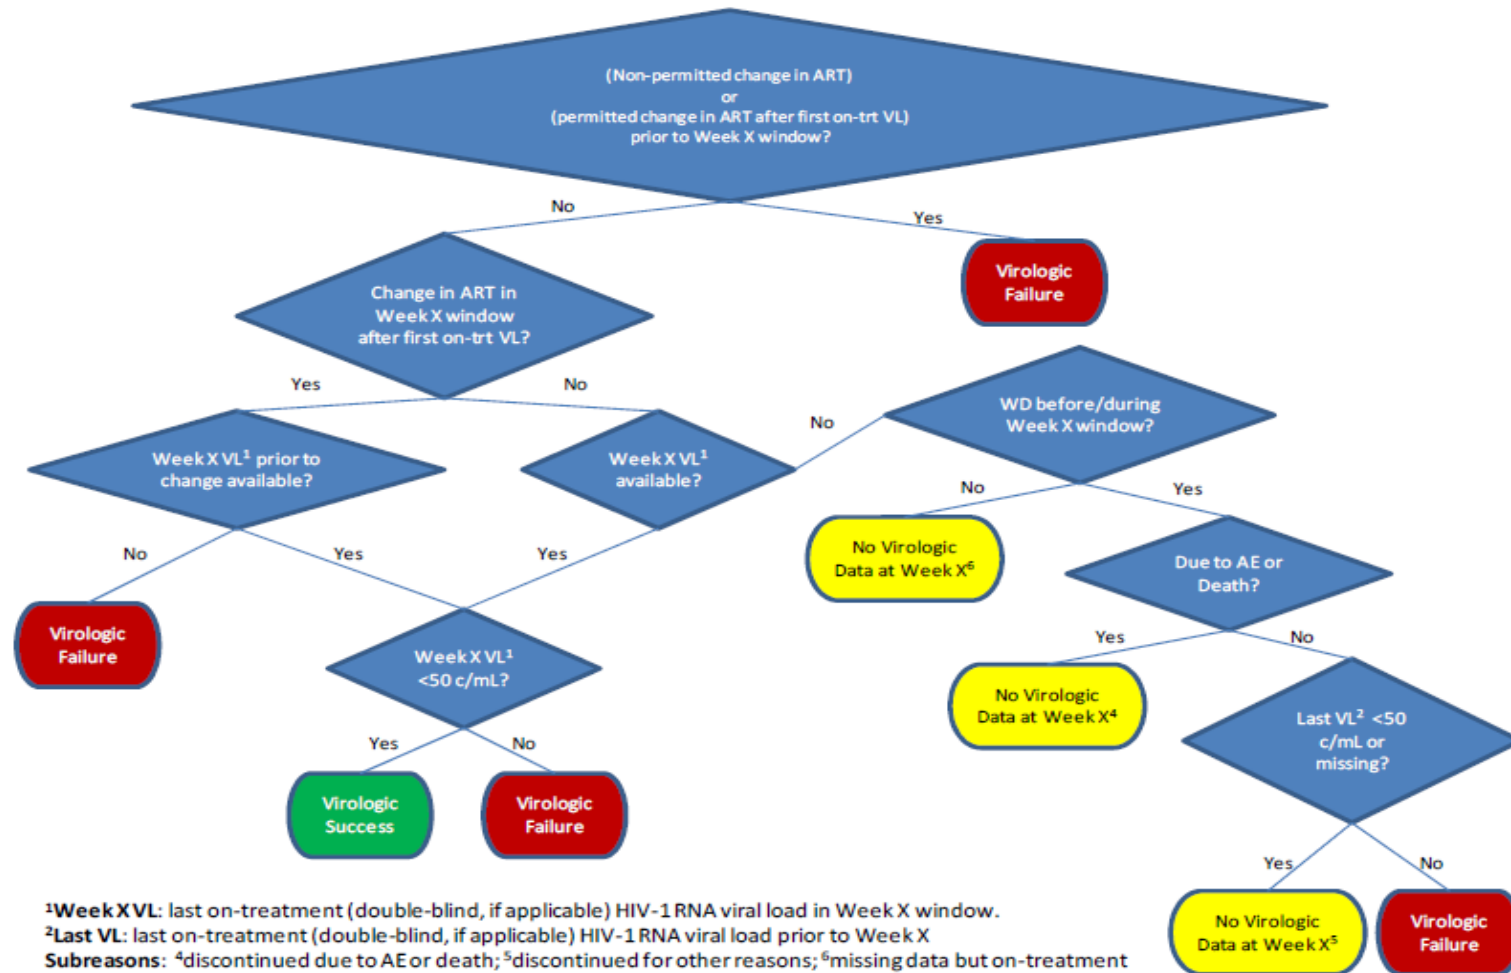 (Non-permitted change in ART)
or
(permitted change in ART after first on-trt VL)
prior to Week X window?
No
Yes
Virologic
Failure
Change in ART in
Week X window
after first on-trt VL?
Yes
No
WD before/during
Week X window?
No
Week X VL¹ prior to
change available?
Week X VL¹
available?
No
Yes
No
Yes
Yes
No Virologic
Data at Week X⁶
Due to AE or
Death?
Virologic
Failure
Week X VL¹
<50 c/mL?
Yes
No
No Virologic
Data at Week X⁴
Last VL² <50
c/mL or
missing?
Yes
No
Virologic
Success
Virologic
Failure
Yes
No
No Virologic
Data at Week X⁵
Virologic
Failure
¹Week X VL: last on-treatment (double-blind, if applicable) HIV-1 RNA viral load in Week X window.
²Last VL: last on-treatment (double-blind, if applicable) HIV-1 RNA viral load prior to Week X
Subreasons: ⁴discontinued due to AE or death; ⁵discontinued for other reasons; ⁶missing data but on-treatment